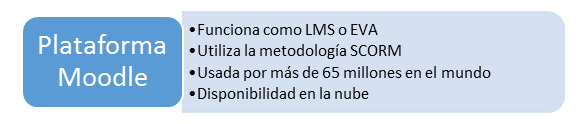 Plataforma
Moodle
•Funciona como LMS o EVA
•Utiliza la metodología SCORM
•Usada por más de 65 millones en el mundo
•Disponibilidad en la nube